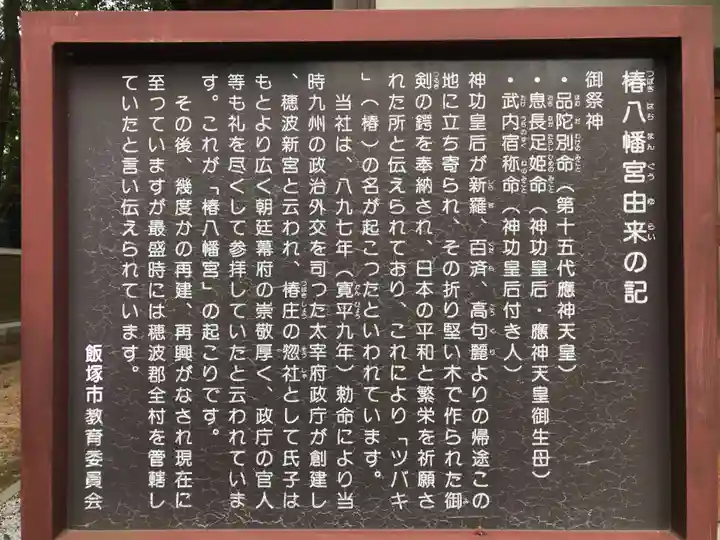 椿八幡宮由来の記
御祭神
・品陀別命(第十五代應神天皇)
・息長足姫命(神功皇后・應神天皇御生母)
・武内宿称命(神功皇后付き人)
神功皇后が新羅、百済、高句麗よりの帰途この
地に立ち寄られ、その折り堅い木で作られた御
剣の鍔を奉納され、日本の平和と繁栄を祈願さ
れた所と伝えられており、これにより「ツバキ
」(椿)の名が起こったといわれています。
当社は、八九七年(寛平九年)勅命により当
時九州の政治外交を司つた太宰府政庁が創建し
、穂波新宮と云われ、椿庄の惣社として氏子は
もとより広く朝廷幕府の崇敬厚く、政庁の官人
等も礼を尽くして参拝していたと云われていま
す。これが「椿八幡宮」の起こりです。
その後、幾度かの再建、再興がなされ現在に
至つていますが最盛時には穂波郡全村を管轄し
ていたと言い伝えられています。
飯塚市教育委員会